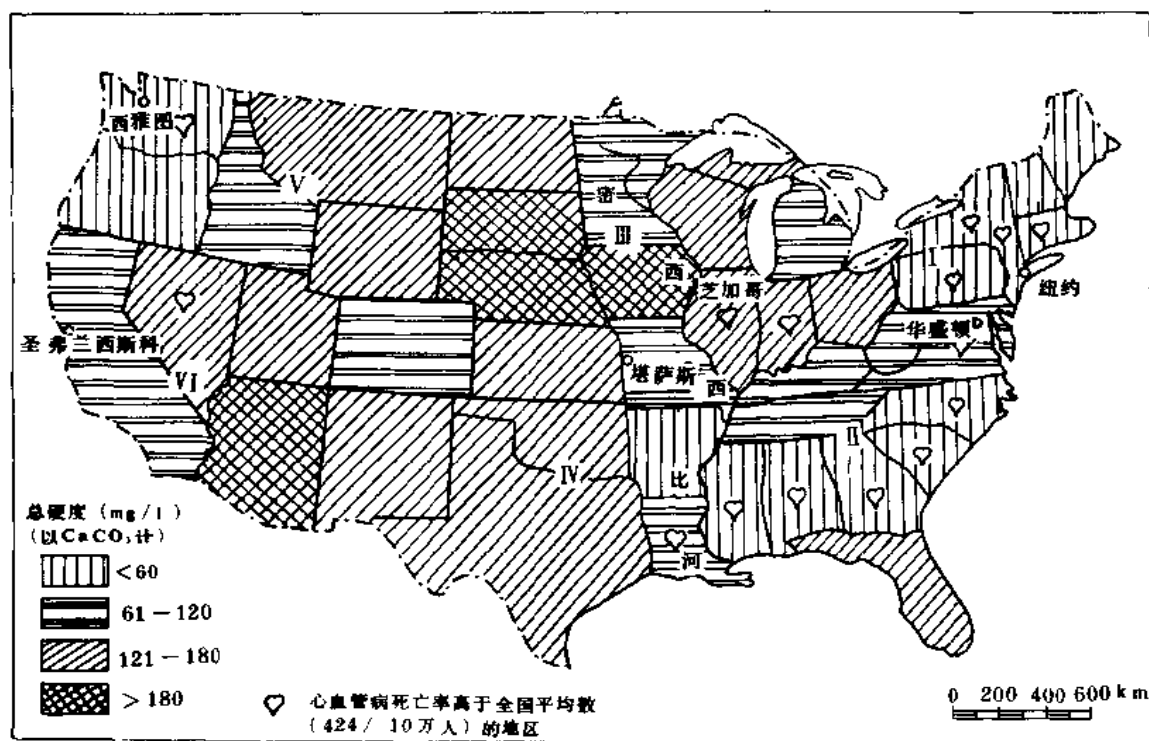 西雅图
V
密
III
西
芝加哥
I
纽约
圣弗兰西斯科
VI
堪萨斯
西
华盛顿
II
IV
比
河
总硬度 (mg/l)
(以CaCO₃计)
<60
61-120
121-180
>180
心血管病死亡率高于全国平均数
(424/10万人)的地区
0 200 400 600 km